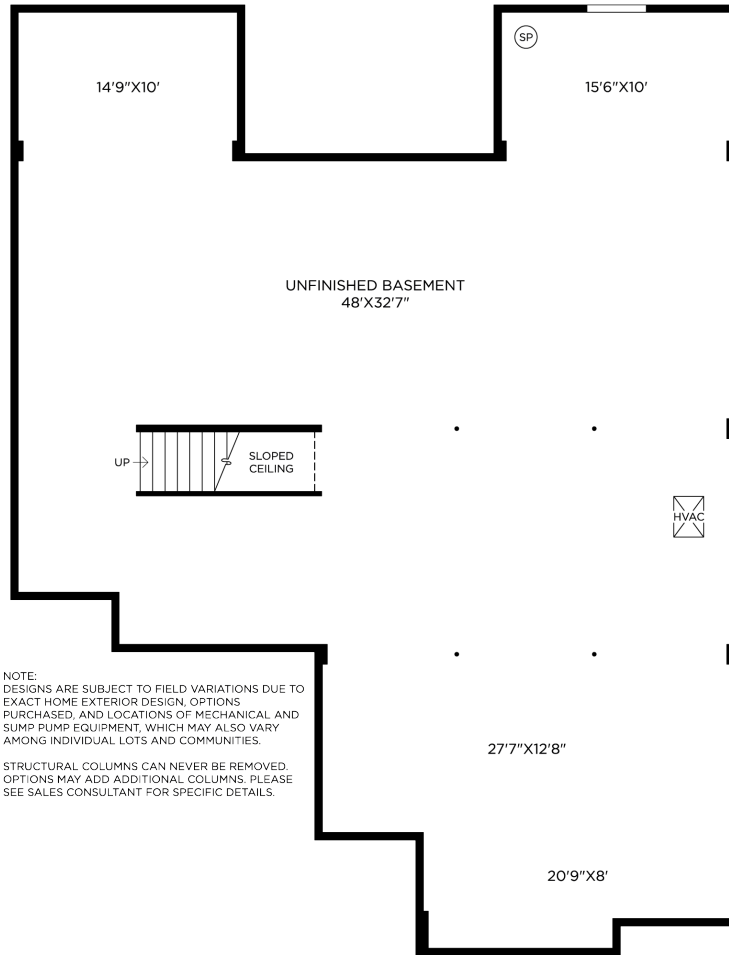 SP
14'9"X10'
15'6"X10'
UNFINISHED BASEMENT
48'X32'7"
UP
SLOPED
CEILING
HVAC
NOTE:
DESIGNS ARE SUBJECT TO FIELD VARIATIONS DUE TO
EXACT HOME EXTERIOR DESIGN, OPTIONS
PURCHASED, AND LOCATIONS OF MECHANICAL AND
SUMP PUMP EQUIPMENT, WHICH MAY ALSO VARY
AMONG INDIVIDUAL LOTS AND COMMUNITIES.
STRUCTURAL COLUMNS CAN NEVER BE REMOVED.
OPTIONS MAY ADD ADDITIONAL COLUMNS. PLEASE
SEE SALES CONSULTANT FOR SPECIFIC DETAILS.
27'7"X12'8"
20'9"X8'